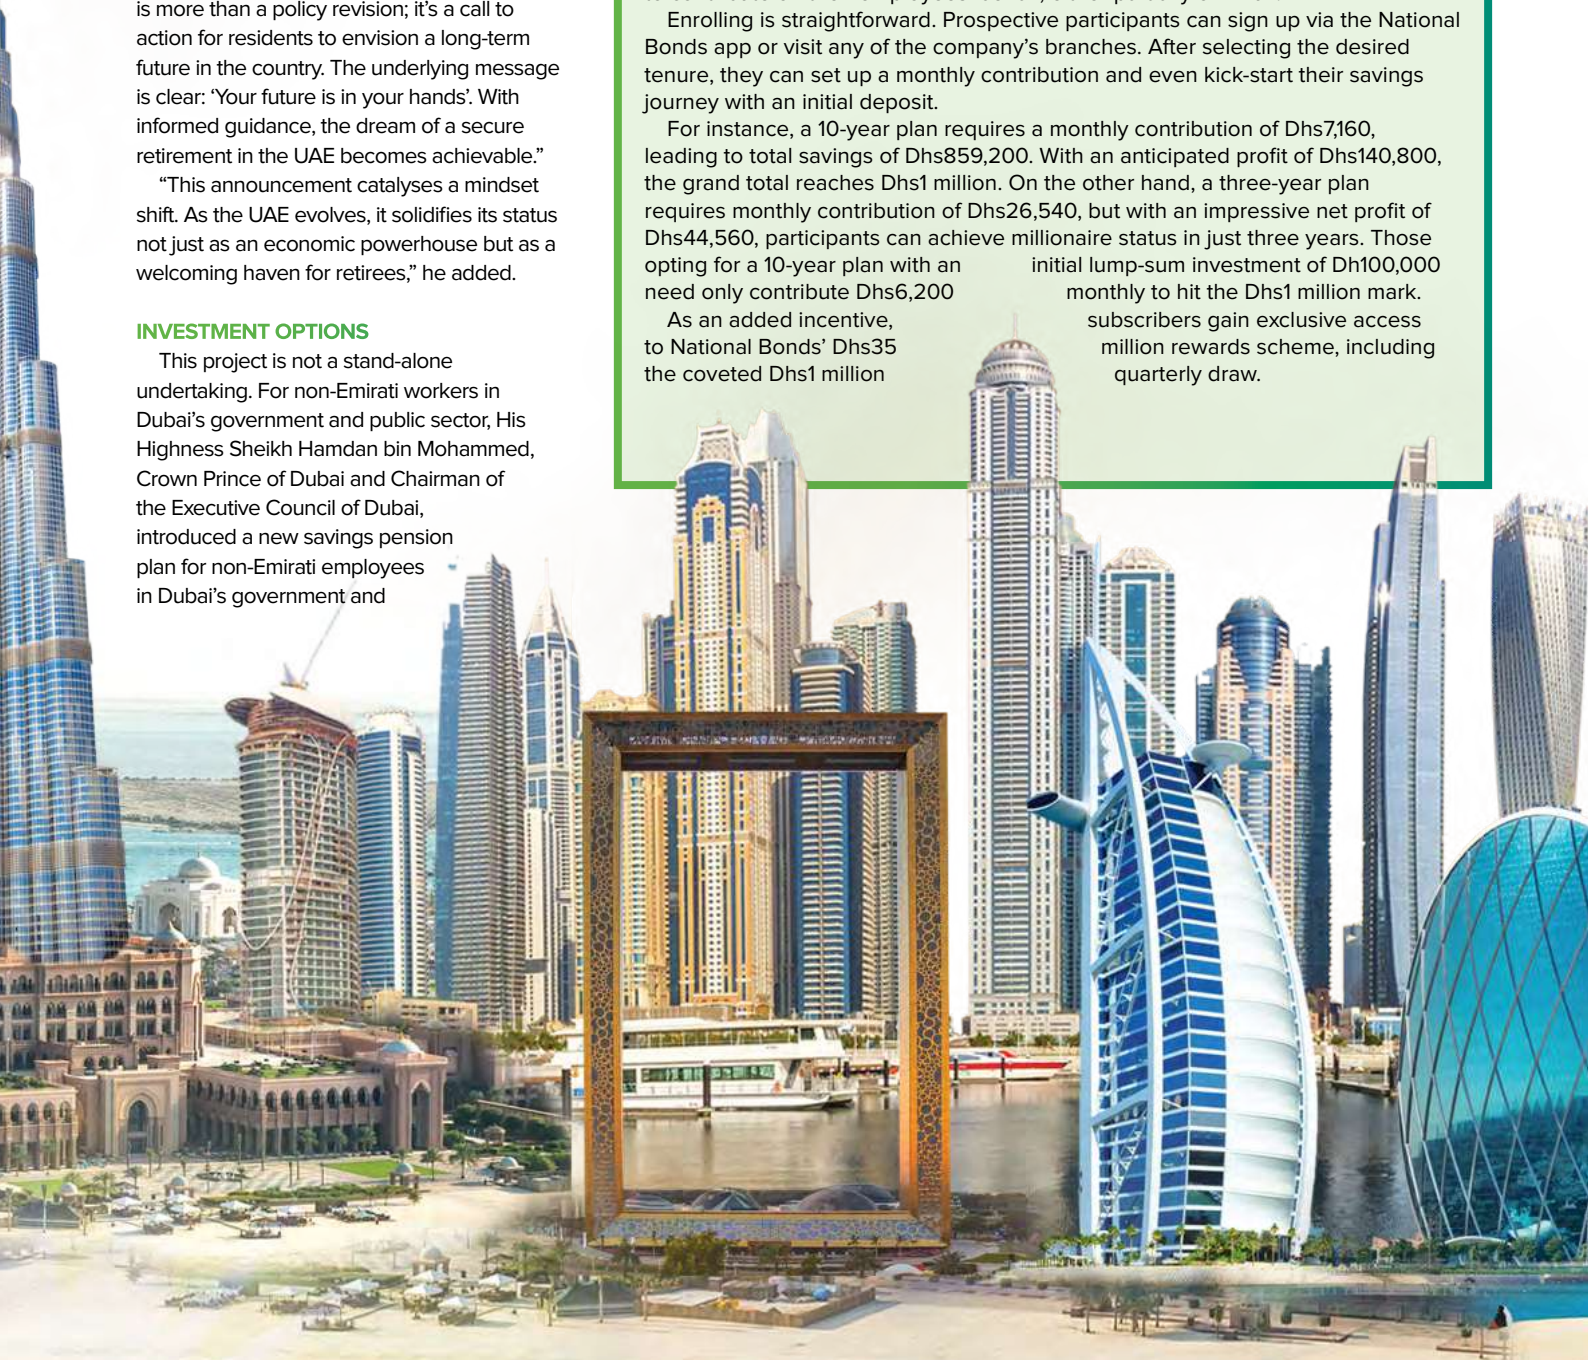 is more than a policy revision; it’s a call to
action for residents to envision a long-term
future in the country. The underlying message
is clear: ‘Your future is in your hands’. With
informed guidance, the dream of a secure
retirement in the UAE becomes achievable.”
“This announcement catalyses a mindset
shift. As the UAE evolves, it solidifies its status
not just as an economic powerhouse but as a
welcoming haven for retirees,” he added.
INVESTMENT OPTIONS
This project is not a stand-alone
undertaking. For non-Emirati workers in
Dubai’s government and public sector, His
Highness Sheikh Hamdan bin Mohammed,
Crown Prince of Dubai and Chairman of
the Executive Council of Dubai,
introduced a new savings pension
plan for non-Emirati employees
in Dubai’s government and
Enrolling is straightforward. Prospective participants can sign up via the National
Bonds app or visit any of the company’s branches. After selecting the desired
tenure, they can set up a monthly contribution and even kick-start their savings
journey with an initial deposit.
For instance, a 10-year plan requires a monthly contribution of Dhs7,160,
leading to total savings of Dhs859,200. With an anticipated profit of Dhs140,800,
the grand total reaches Dhs1 million. On the other hand, a three-year plan
requires monthly contribution of Dhs26,540, but with an impressive net profit of
Dhs44,560, participants can achieve millionaire status in just three years. Those
opting for a 10-year plan with an initial lump-sum investment of Dh100,000
need only contribute Dhs6,200 monthly to hit the Dhs1 million mark.
As an added incentive, subscribers gain exclusive access
to National Bonds’ Dhs35 million rewards scheme, including
the coveted Dhs1 million quarterly draw.